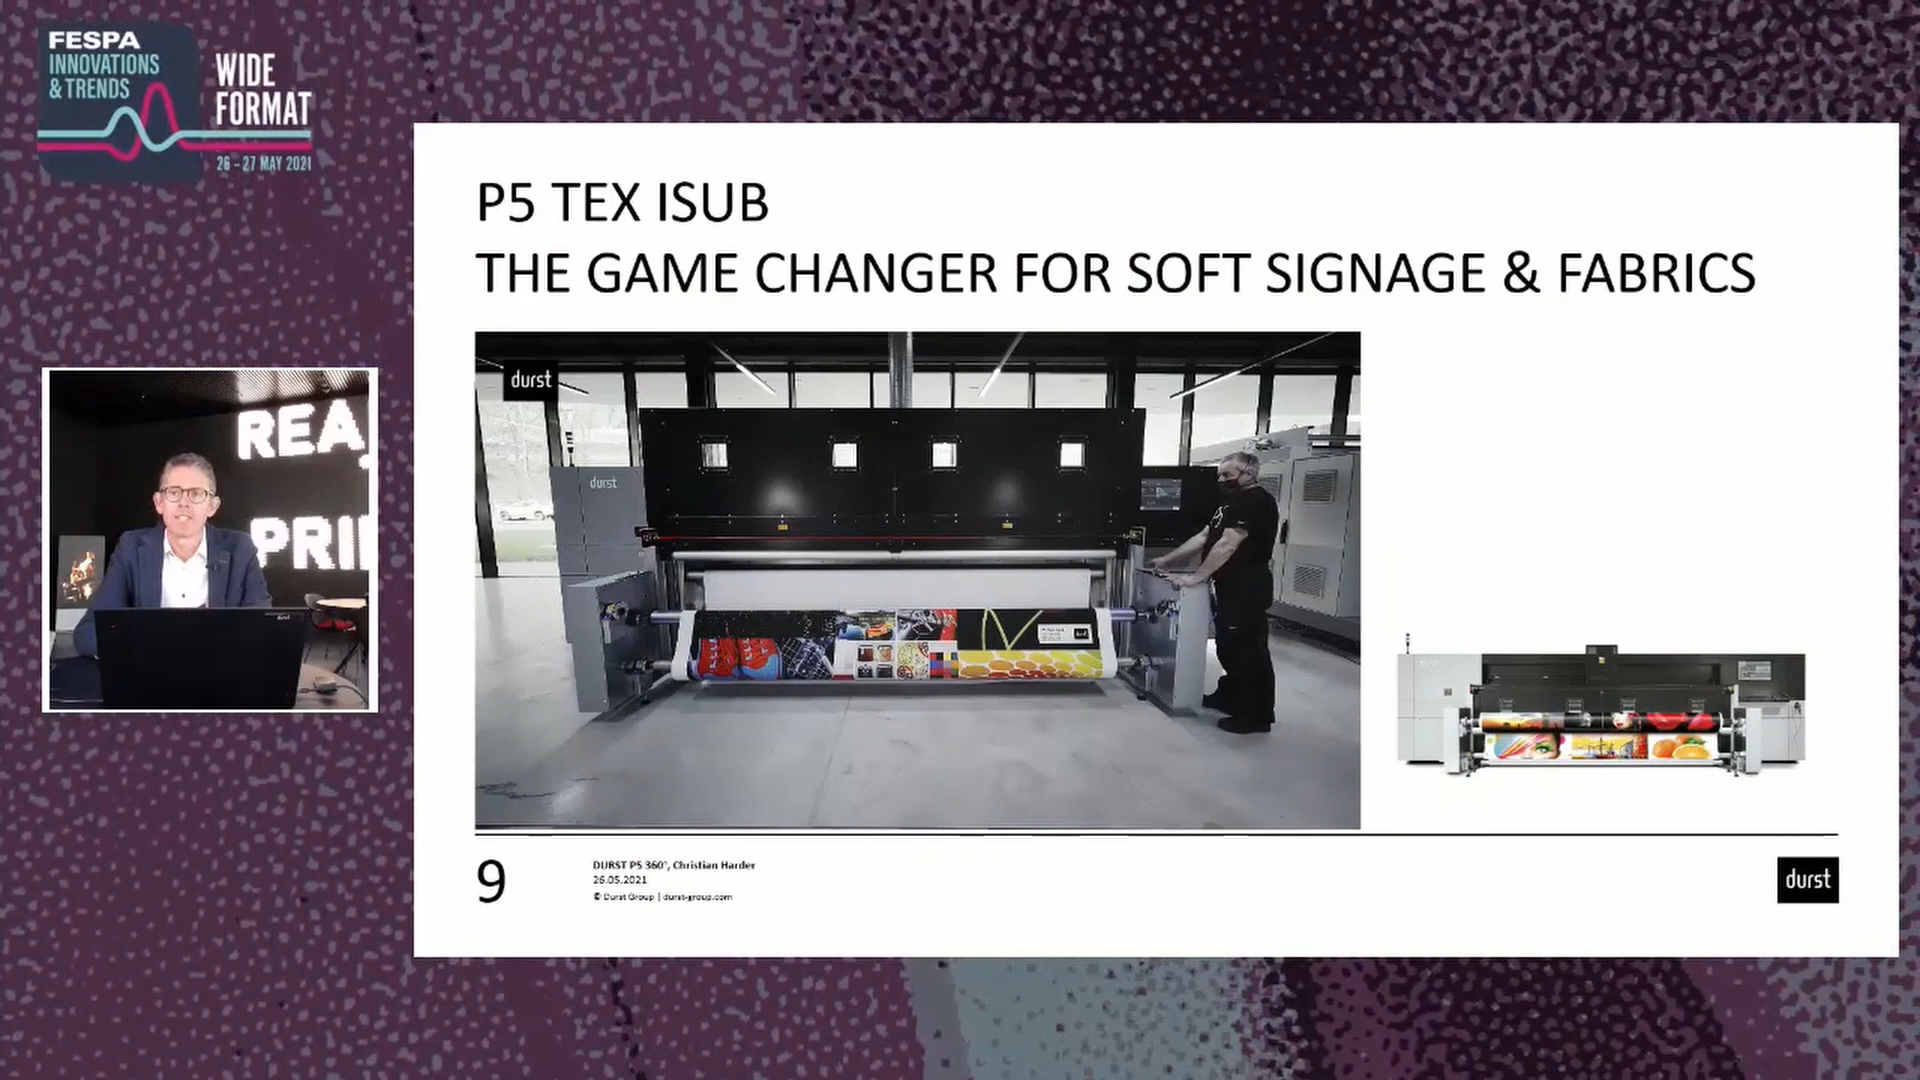 FESPA
INNOVATIONS
& TRENDS
WIDE
FORMAT
26 - 27 MAY 2021
P5 TEX ISUB
THE GAME CHANGER FOR SOFT SIGNAGE & FABRICS
durst
durst
REA
PRI
9
DURST P5 360°, Christian Harder
26.05.2021
© Durst Group | durst-group.com
durst